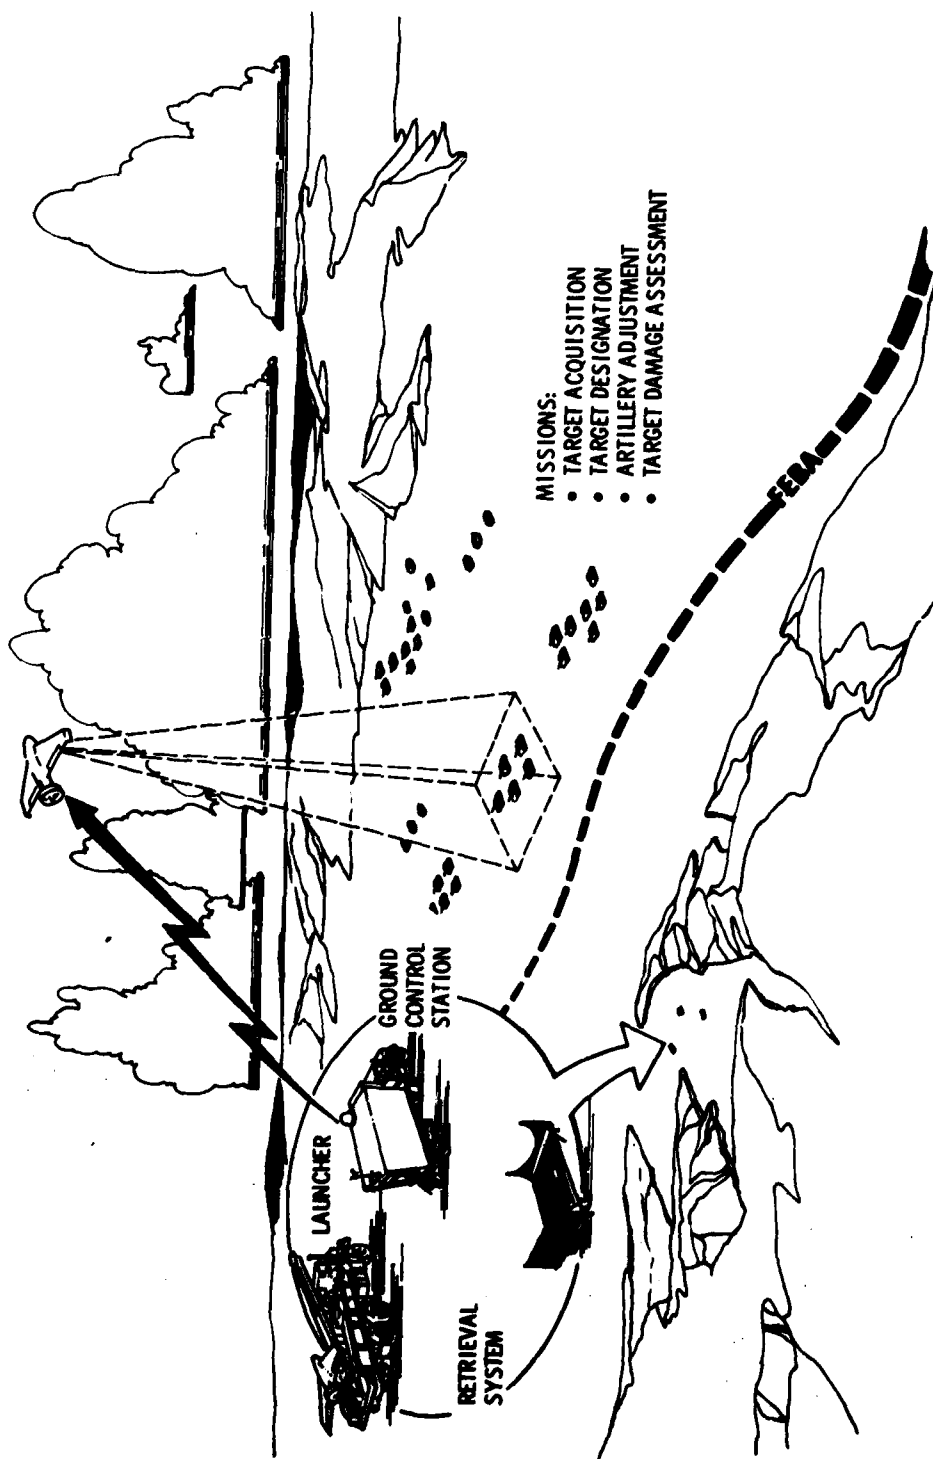 LAUNCHER
GROUND
CONTROL
STATION
RETRIEVAL
SYSTEM
MISSIONS:
• TARGET ACQUISITION
• TARGET DESIGNATION
• ARTILLERY ADJUSTMENT
• TARGET DAMAGE ASSESSMENT
FEBA